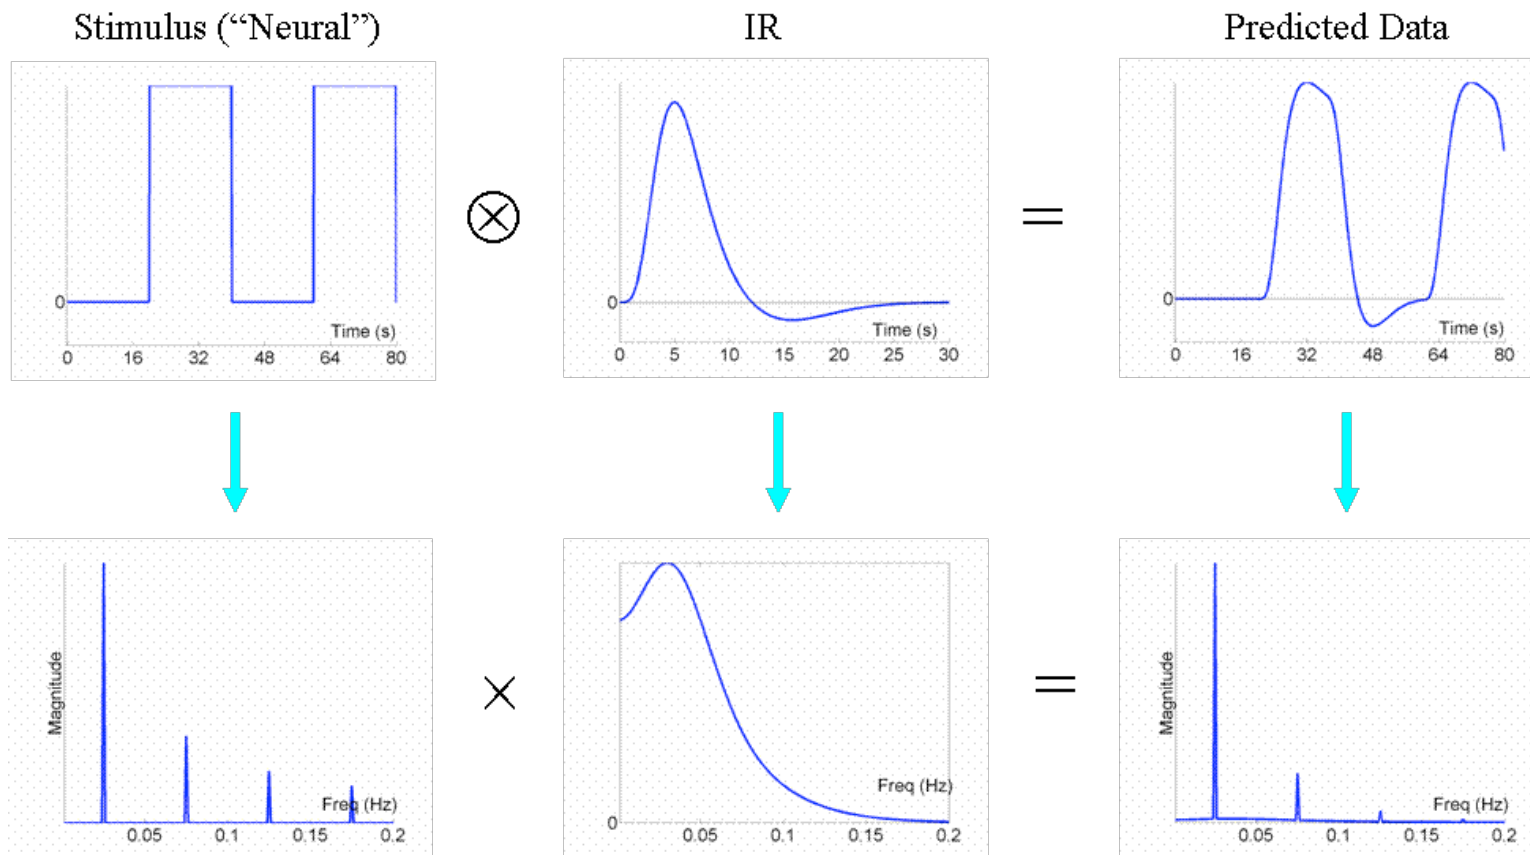 Stimulus (“Neural”)
IR
Predicted Data
0
Time (s)
0 16 32 48 64 80
⊗
0
Time (s)
0 5 10 15 20 25 30
=
0
Time (s)
0 16 32 48 64 80
Magnitude
Freq (Hz)
0.05 0.1 0.15 0.2
×
0
Freq (Hz)
0.05 0.1 0.15 0.2
=
Magnitude
Freq (Hz)
0.05 0.1 0.15 0.2